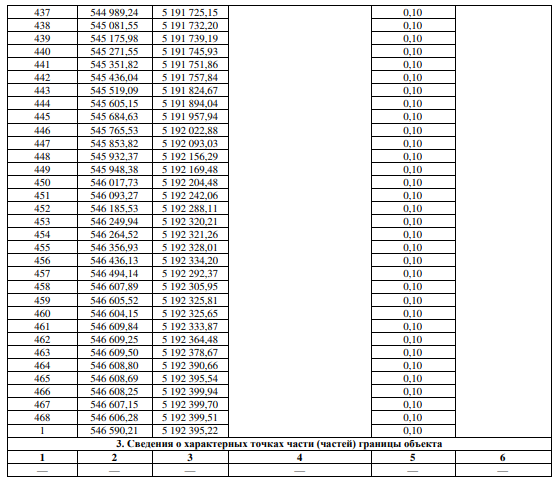 437 544 989,24 5 191 725,15 0,10
438 545 081,55 5 191 732,20 0,10
439 545 175,98 5 191 739,19 0,10
440 545 271,55 5 191 745,93 0,10
441 545 351,82 5 191 751,86 0,10
442 545 436,04 5 191 757,84 0,10
443 545 519,09 5 191 824,67 0,10
444 545 605,15 5 191 894,04 0,10
445 545 684,63 5 191 957,94 0,10
446 545 765,53 5 192 022,88 0,10
447 545 853,82 5 192 093,03 0,10
448 545 932,37 5 192 156,29 0,10
449 545 948,38 5 192 169,48 0,10
450 546 017,73 5 192 204,48 0,10
451 546 093,27 5 192 242,06 0,10
452 546 185,53 5 192 288,11 0,10
453 546 249,94 5 192 320,21 0,10
454 546 264,52 5 192 321,26 0,10
455 546 356,93 5 192 328,01 0,10
456 546 436,13 5 192 334,20 0,10
457 546 494,14 5 192 292,37 0,10
458 546 607,89 5 192 305,95 0,10
459 546 605,52 5 192 325,81 0,10
460 546 604,15 5 192 325,65 0,10
461 546 609,84 5 192 333,87 0,10
462 546 609,25 5 192 364,48 0,10
463 546 609,50 5 192 378,67 0,10
464 546 608,80 5 192 390,66 0,10
465 546 608,69 5 192 395,54 0,10
466 546 608,25 5 192 399,94 0,10
467 546 607,15 5 192 399,70 0,10
468 546 606,28 5 192 399,51 0,10
1 546 590,21 5 192 395,22 0,10
3. Сведения о характерных точках части (частей) границы объекта
1 2 3 4 5 6
— — — — — —